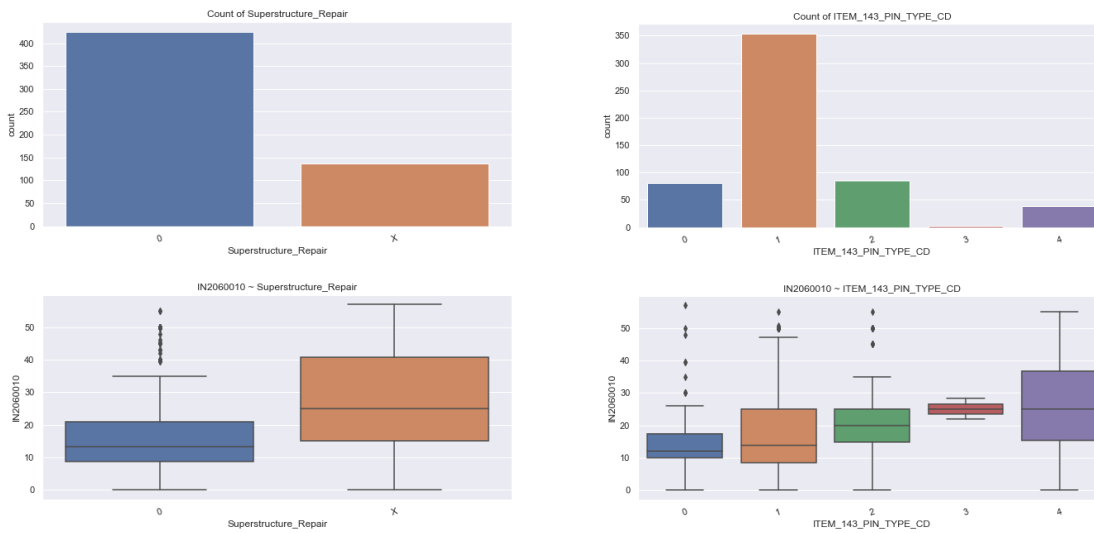 Count of Superstructure_Repair
400
350
300
250
200
150
100
50
0
count
0
X
Superstructure_Repair
Count of ITEM_143_PIN_TYPE_CD
350
300
250
200
150
100
50
0
count
0
1
2
3
4
ITEM_143_PIN_TYPE_CD
IN2060010 ~ Superstructure_Repair
50
40
30
20
10
0
IN2060010
0
X
Superstructure_Repair
IN2060010 ~ ITEM_143_PIN_TYPE_CD
50
40
30
20
10
0
IN2060010
0
1
2
3
4
ITEM_143_PIN_TYPE_CD